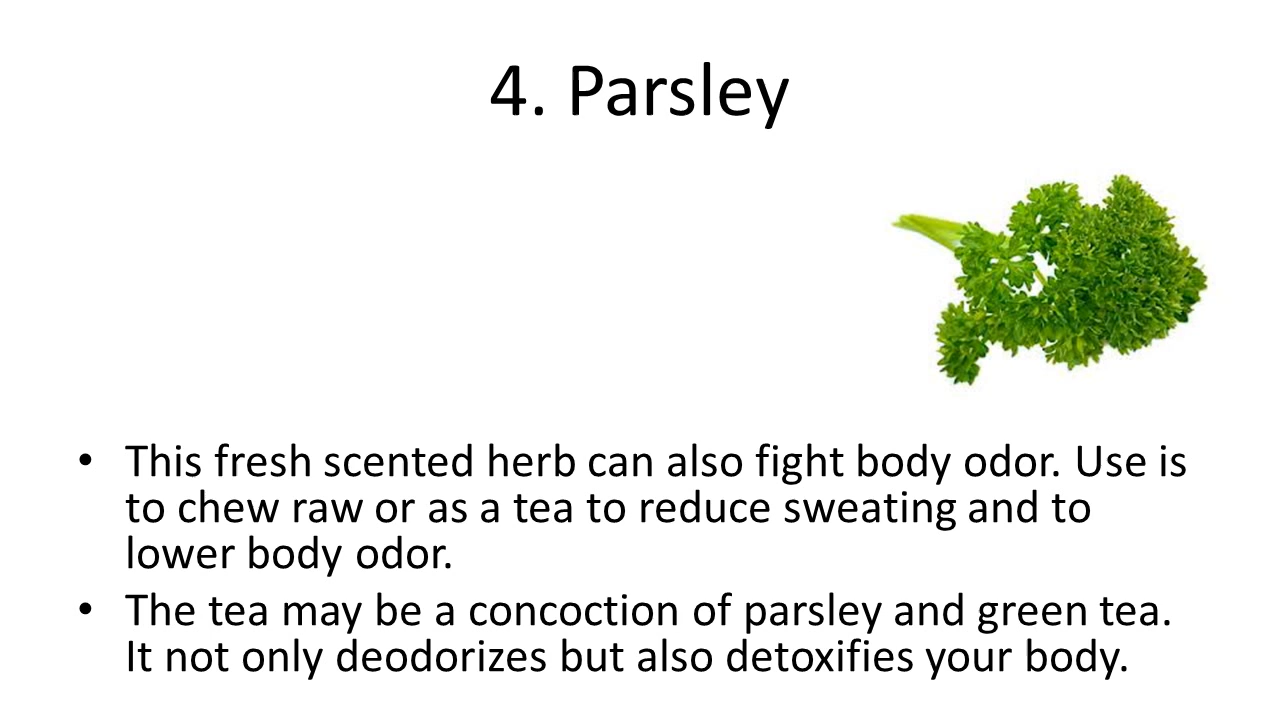 4. Parsley
• This fresh scented herb can also fight body odor. Use is
to chew raw or as a tea to reduce sweating and to
lower body odor.
• The tea may be a concoction of parsley and green tea.
It not only deodorizes but also detoxifies your body.